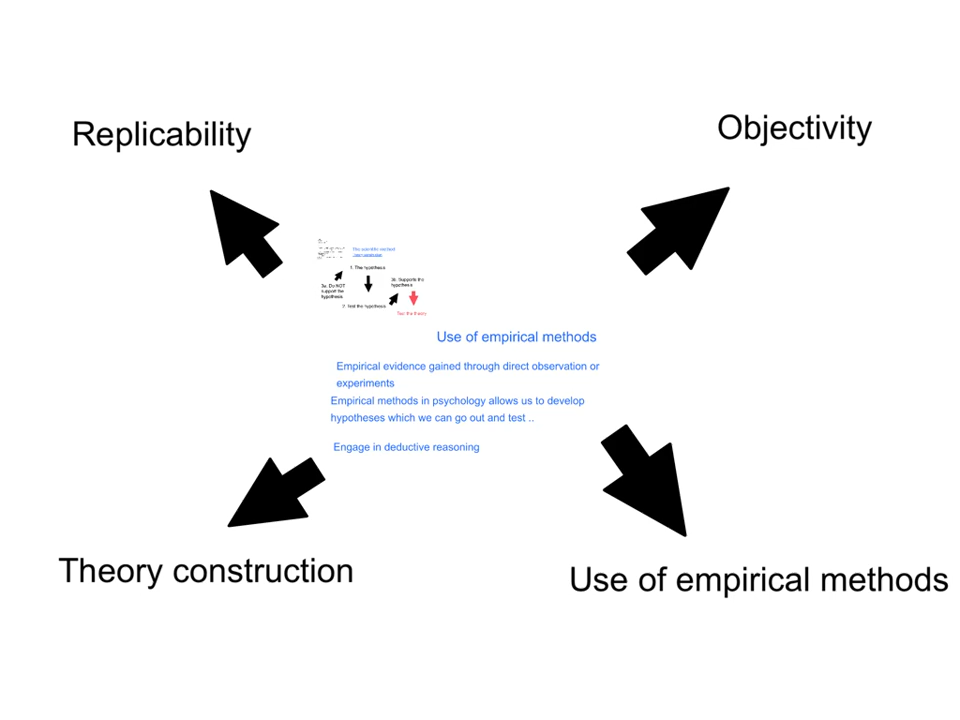 Replicability
Objectivity
The scientific method
1. The hypothesis
3a. Do NOT
support the
hypothesis
3b. Supports the
hypothesis
2. Test the hypothesis
Test the theory
Use of empirical methods
Empirical evidence gained through direct observation or
experiments
Empirical methods in psychology allows us to develop
hypotheses which we can go out and test ..
Engage in deductive reasoning
Theory construction
Use of empirical methods